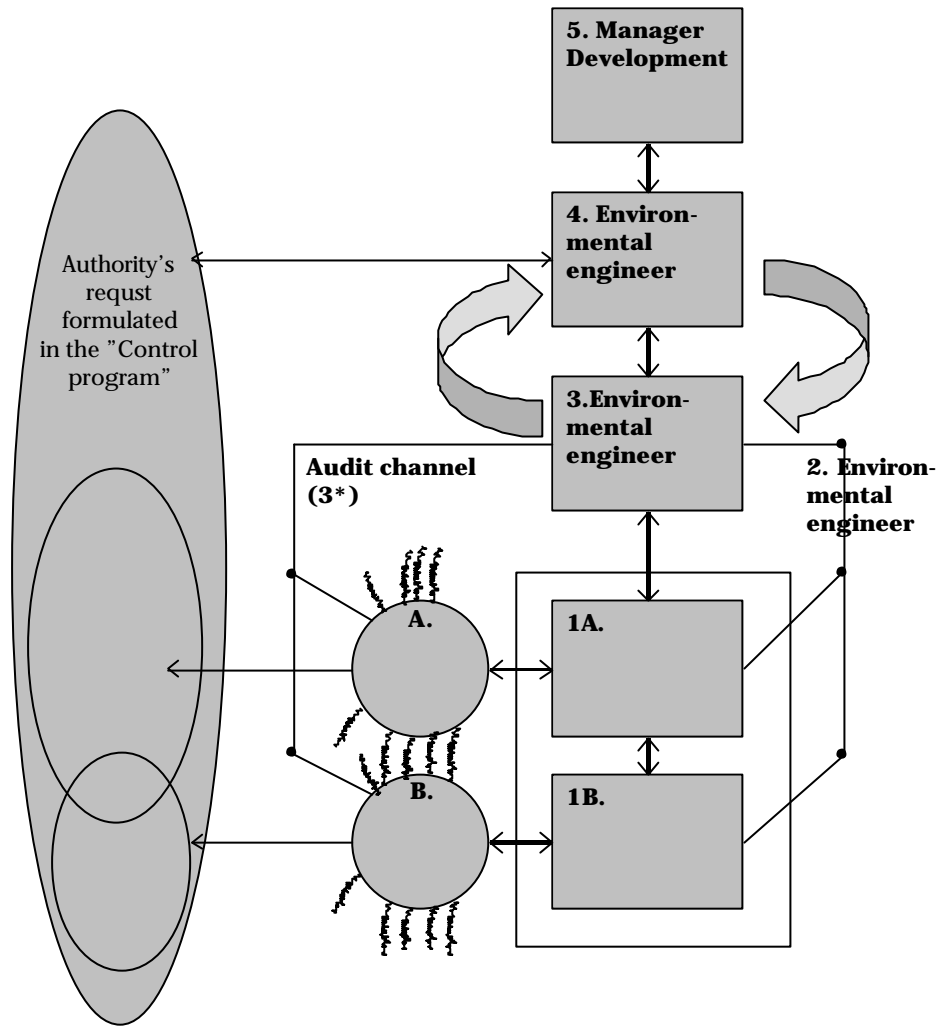 5. Manager
Development
4. Environ-
mental
engineer
Authority's
requst
formulated
in the ”Control
program”
3.Environ-
mental
engineer
Audit channel
(3*)
2. Environ-
mental
engineer
A.
1A.
B.
1B.